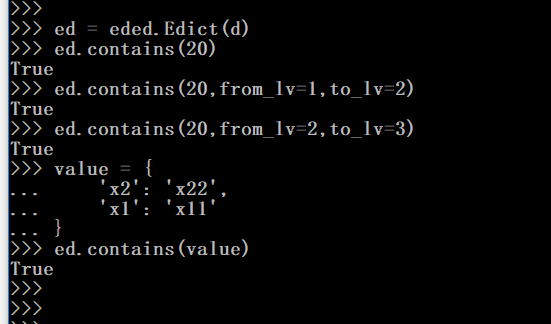 >>>
>>> ed = eded.Edict(d)
>>> ed.contains(20)
True
>>> ed.contains(20,from_lv=1,to_lv=2)
True
>>> ed.contains(20,from_lv=2,to_lv=3)
True
>>> value = {
...     'x2': 'x22',
...     'x1': 'x11'
... }
>>> ed.contains(value)
True
>>>
>>>
>>>